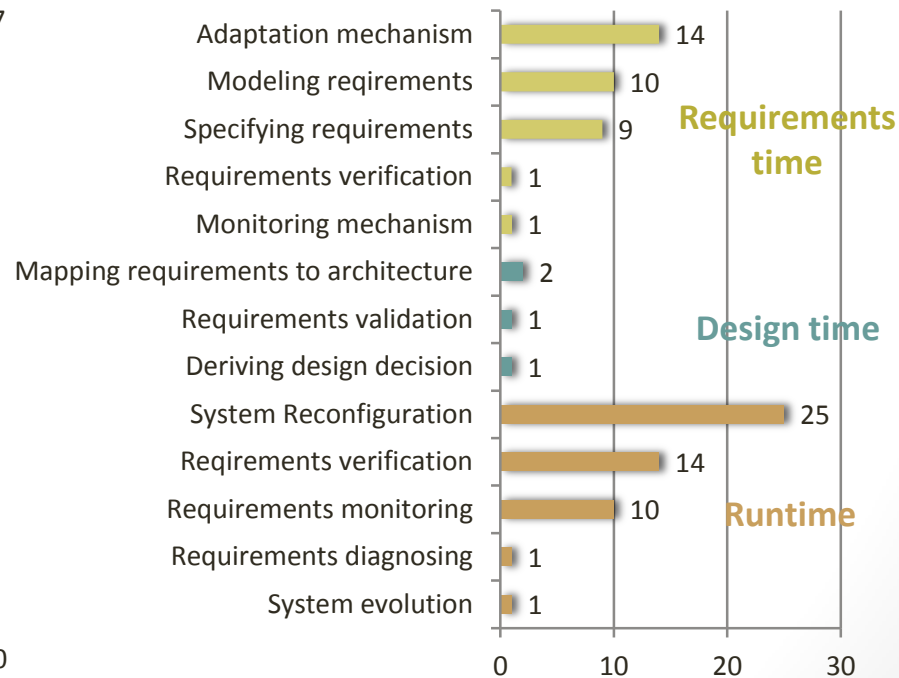 7
Adaptation mechanism 14
Modeling reqirements 10
Specifying requirements 9
Requirements
time
Requirements verification 1
Monitoring mechanism 1
Mapping requirements to architecture 2
Requirements validation 1
Design time
Deriving design decision 1
System Reconfiguration 25
Reqirements verification 14
Requirements monitoring 10
Runtime
Requirements diagnosing 1
System evolution 1
0
0 10 20 30